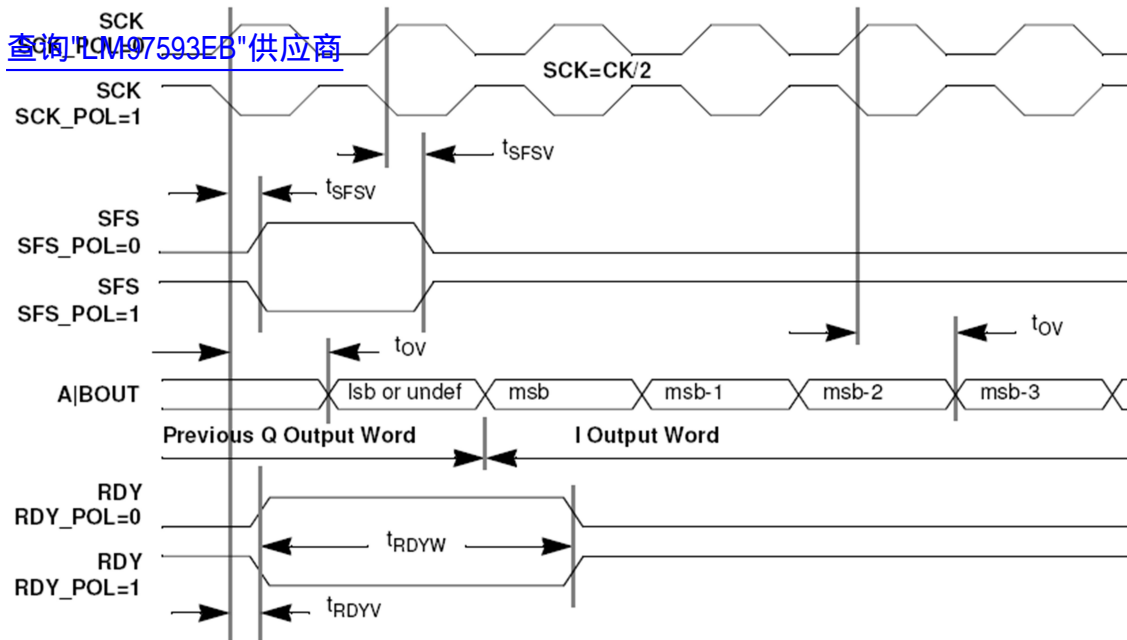 SCK
SCK_POL=0
查询"LM97593EB"供应商
SCK=CK/2
SCK
SCK_POL=1
tSFSV
tSFSV
SFS
SFS_POL=0
SFS
SFS_POL=1
tOV
tOV
A|BOUT
lsb or undef
msb
msb-1
msb-2
msb-3
Previous Q Output Word
I Output Word
RDY
RDY_POL=0
tRDYW
RDY
RDY_POL=1
tRDYV